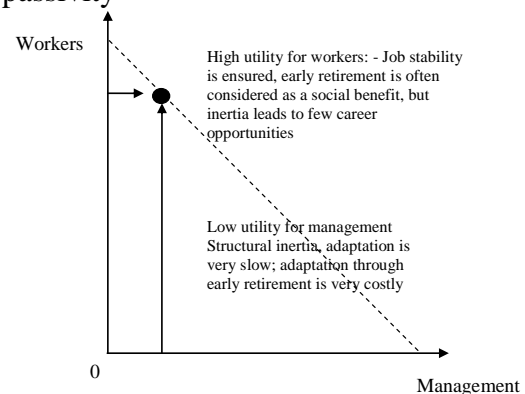 passivity
Workers
High utility for workers: - Job stability
is ensured, early retirement is often
considered as a social benefit, but
inertia leads to few career
opportunities
Low utility for management
Structural inertia, adaptation is
very slow; adaptation through
early retirement is very costly
0
Management